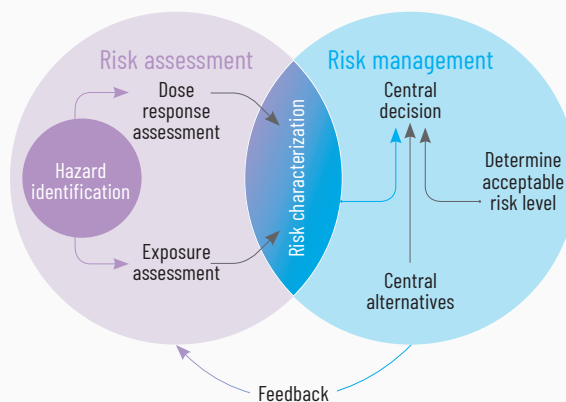 Risk assessment
Dose
response
assessment
Hazard
identification
Exposure
assessment
Risk characterization
Risk management
Central
decision
Determine
acceptable
risk level
Central
alternatives
Feedback